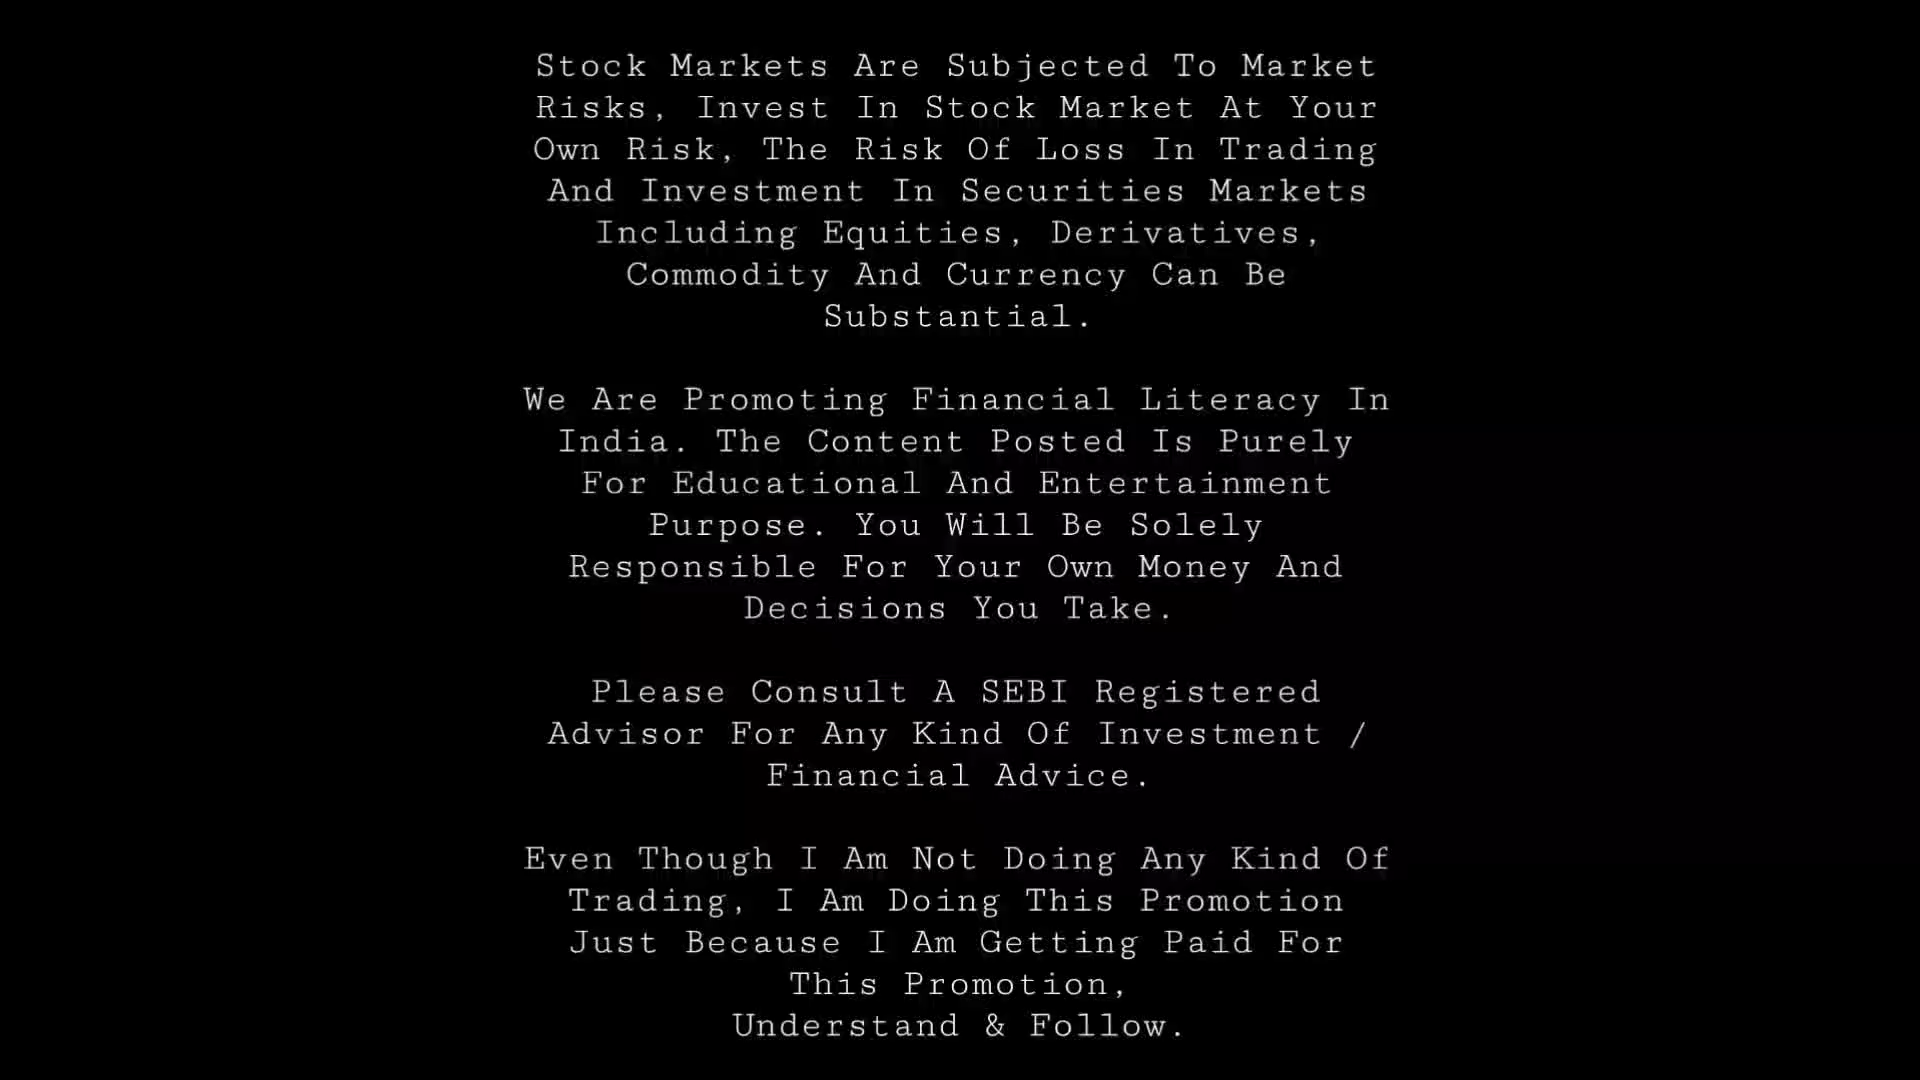 Stock Markets Are Subjected To Market
Risks, Invest In Stock Market At Your
Own Risk, The Risk Of Loss In Trading
And Investment In Securities Markets
Including Equities, Derivatives,
Commodity And Currency Can Be
Substantial.
We Are Promoting Financial Literacy In
India. The Content Posted Is Purely
For Educational And Entertainment
Purpose. You Will Be Solely
Responsible For Your Own Money And
Decisions You Take.
Please Consult A SEBI Registered
Advisor For Any Kind Of Investment /
Financial Advice.
Even Though I Am Not Doing Any Kind Of
Trading, I Am Doing This Promotion
Just Because I Am Getting Paid For
This Promotion,
Understand & Follow.